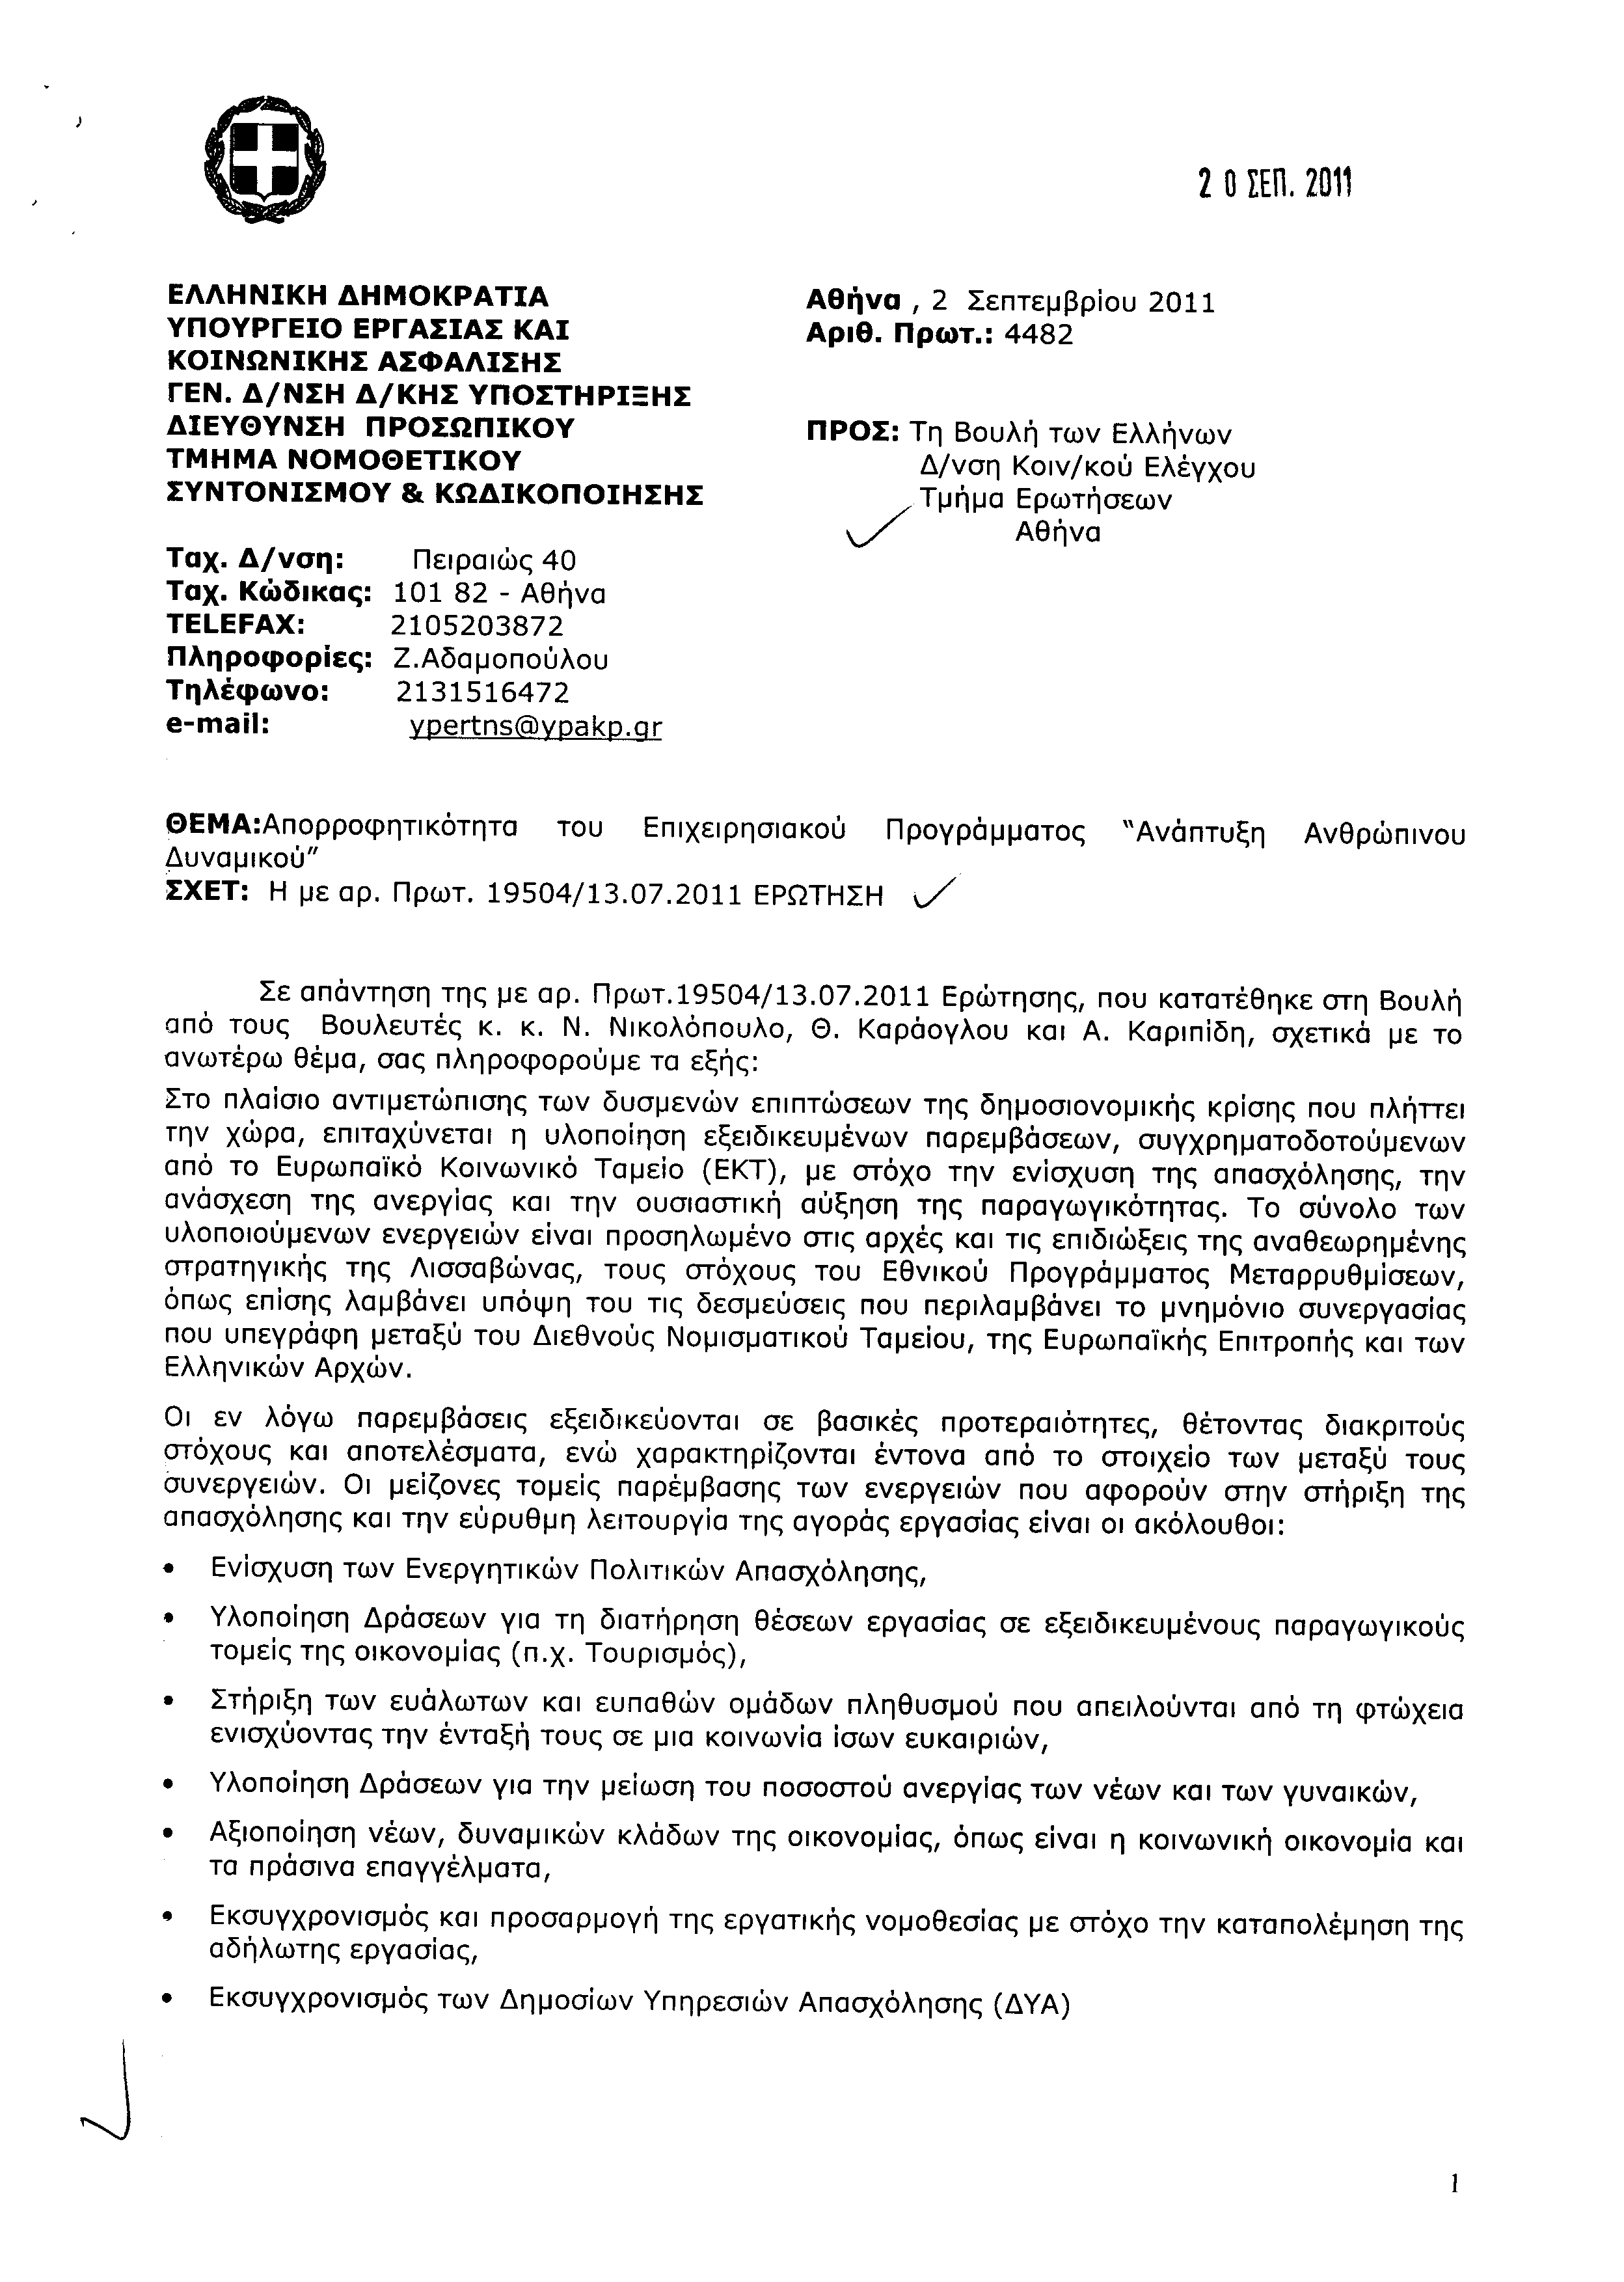 2 0 ΣΕΠ. 2011
ΕΛΛΗΝΙΚΗ ΔΗΜΟΚΡΑΤΙΑ
ΥΠΟΥΡΓΕΙΟ ΕΡΓΑΣΙΑΣ ΚΑΙ
ΚΟΙΝΩΝΙΚΗΣ ΑΣΦΑΛΙΣΗΣ
ΓΕΝ. Δ/ΝΣΗ Δ/ΚΗΣ ΥΠΟΣΤΗΡΙΞΗΣ
ΔΙΕΥΘΥΝΣΗ ΠΡΟΣΩΠΙΚΟΥ
ΤΜΗΜΑ ΝΟΜΟΘΕΤΙΚΟΥ
ΣΥΝΤΟΝΙΣΜΟΥ & ΚΩΔΙΚΟΠΟΙΗΣΗΣ
Ταχ. Δ/νση: Πειραιώς 40
Ταχ. Κώδικας: 101 82 - Αθήνα
TELEFAX: 2105203872
Πληροφορίες: Ζ.Αδαμοπούλου
Τηλέφωνο: 2131516472
e-mail: ypertns@ypakp.gr
Αθήνα , 2 Σεπτεμβρίου 2011
Αριθ. Πρωτ.: 4482
ΠΡΟΣ: Τη Βουλή των Ελλήνων
Δ/νση Κοιν/κού Ελέγχου
Τμήμα Ερωτήσεων
Αθήνα
ΘΕΜΑ:Απορροφητικότητα του Επιχειρησιακού Προγράμματος "Ανάπτυξη Ανθρώπινου
Δυναμικού"
ΣΧΕΤ: Η με αρ. Πρωτ. 19504/13.07.2011 ΕΡΩΤΗΣΗ
Σε απάντηση της με αρ. Πρωτ.19504/13.07.2011 Ερώτησης, που κατατέθηκε στη Βουλή
από τους Βουλευτές κ. κ. Ν. Νικολόπουλο, Θ. Καράογλου και Α. Καριπίδη, σχετικά με το
ανωτέρω θέμα, σας πληροφορούμε τα εξής:
Στο πλαίσιο αντιμετώπισης των δυσμενών επιπτώσεων της δημοσιονομικής κρίσης που πλήττει
την χώρα, επιταχύνεται η υλοποίηση εξειδικευμένων παρεμβάσεων, συγχρηματοδοτούμενων
από το Ευρωπαϊκό Κοινωνικό Ταμείο (ΕΚΤ), με στόχο την ενίσχυση της απασχόλησης, την
ανάσχεση της ανεργίας και την ουσιαστική αύξηση της παραγωγικότητας. Το σύνολο των
υλοποιούμενων ενεργειών είναι προσηλωμένο στις αρχές και τις επιδιώξεις της αναθεωρημένης
στρατηγικής της Λισσαβώνας, τους στόχους του Εθνικού Προγράμματος Μεταρρυθμίσεων,
όπως επίσης λαμβάνει υπόψη του τις δεσμεύσεις που περιλαμβάνει το μνημόνιο συνεργασίας
που υπεγράφη μεταξύ του Διεθνούς Νομισματικού Ταμείου, της Ευρωπαϊκής Επιτροπής και των
Ελληνικών Αρχών.
Οι εν λόγω παρεμβάσεις εξειδικεύονται σε βασικές προτεραιότητες, θέτοντας διακριτούς
στόχους και αποτελέσματα, ενώ χαρακτηρίζονται έντονα από το στοιχείο των μεταξύ τους
συνεργειών. Οι μείζονες τομείς παρέμβασης των ενεργειών που αφορούν στην στήριξη της
απασχόλησης και την εύρυθμη λειτουργία της αγοράς εργασίας είναι οι ακόλουθοι:
• Ενίσχυση των Ενεργητικών Πολιτικών Απασχόλησης,
• Υλοποίηση Δράσεων για τη διατήρηση θέσεων εργασίας σε εξειδικευμένους παραγωγικούς
τομείς της οικονομίας (π.χ. Τουρισμός),
• Στήριξη των ευάλωτων και ευπαθών ομάδων πληθυσμού που απειλούνται από τη φτώχεια
ενισχύοντας την ένταξή τους σε μια κοινωνία ίσων ευκαιριών,
• Υλοποίηση Δράσεων για την μείωση του ποσοστού ανεργίας των νέων και των γυναικών,
• Αξιοποίηση νέων, δυναμικών κλάδων της οικονομίας, όπως είναι η κοινωνική οικονομία και
τα πράσινα επαγγέλματα,
• Εκσυγχρονισμός και προσαρμογή της εργατικής νομοθεσίας με στόχο την καταπολέμηση της
αδήλωτης εργασίας,
• Εκσυγχρονισμός των Δημοσίων Υπηρεσιών Απασχόλησης (ΔΥΑ)
1